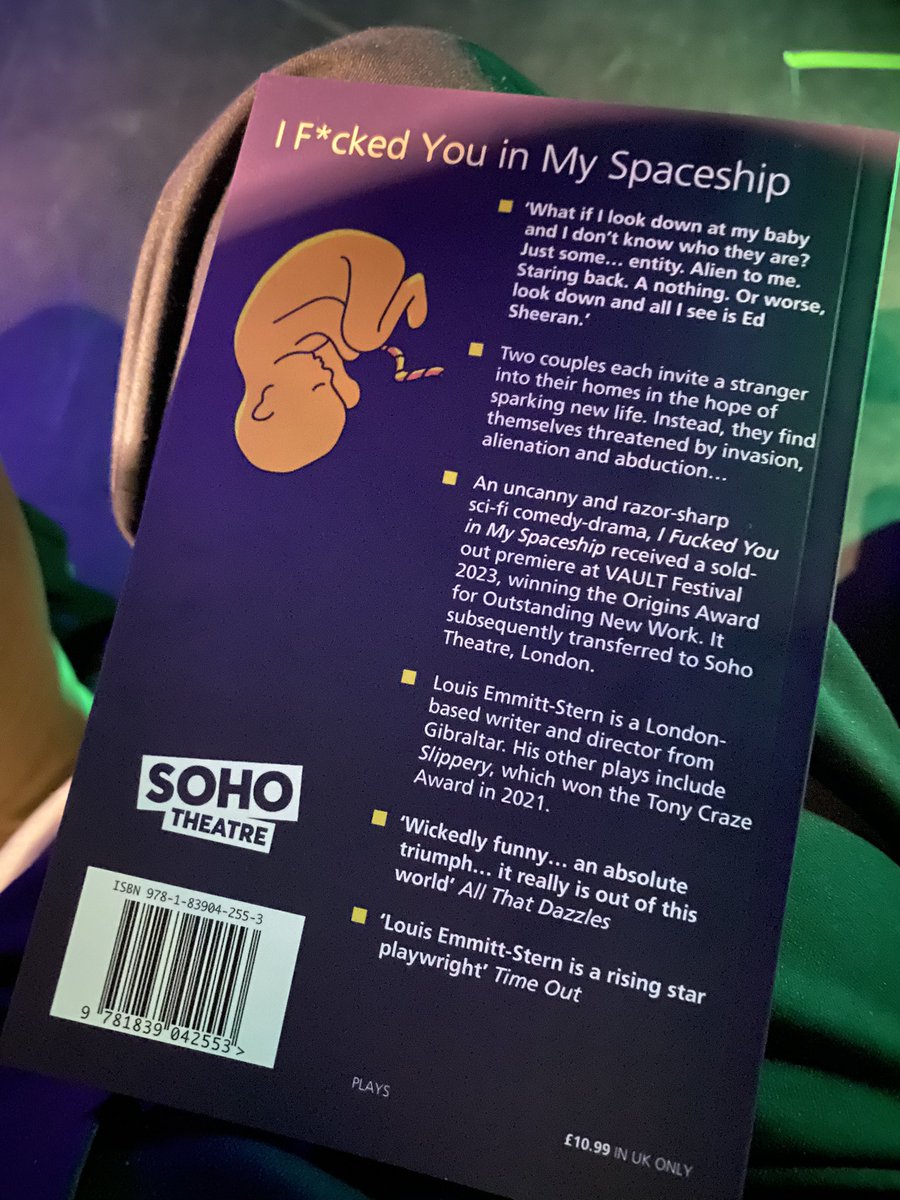 I F*cked You in My Spaceship
'What if I look down at my baby
and I don't know who they are?
Just some... entity. Alien to me.
Staring back. A nothing. Or worse,
look down and all I see is Ed
Sheeran.'
Two couples each invite a stranger
into their homes in the hope of
sparking new life. Instead, they find
themselves threatened by invasion,
alienation and abduction...
An uncanny and razor-sharp
sci-fi comedy-drama, I Fucked You
in My Spaceship received a sold-
out premiere at VAULT Festival
2023, winning the Origins Award
for Outstanding New Work. It
subsequently transferred to Soho
Theatre, London.
Louis Emmitt-Stern is a London-
based writer and director from
Gibraltar. His other plays include
Slippery, which won the Tony Craze
Award in 2021.
'Wickedly funny... an absolute
triumph... it really is out of this
world' All That Dazzles
'Louis Emmitt-Stern is a rising star
playwright' Time Out
SOHO
THEATRE
ISBN 978-1-83904-255-3
9 781839 042553 >
PLAYS
£10.99 IN UK ONLY